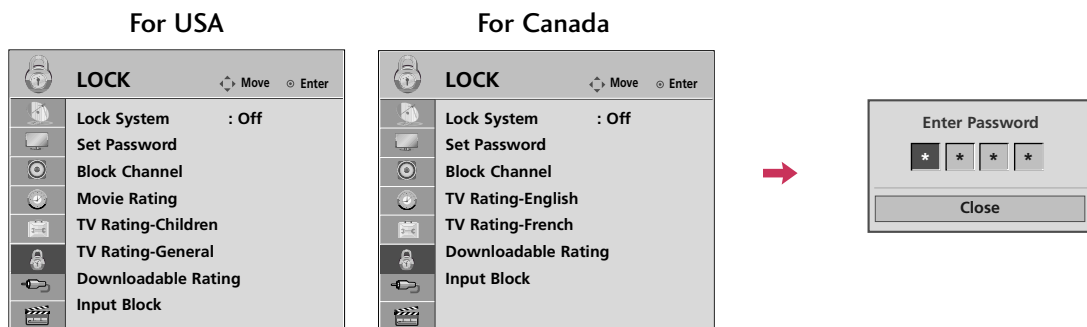 For USA
LOCK Move Enter
Lock System : Off
Set Password
Block Channel
Movie Rating
TV Rating-Children
TV Rating-General
Downloadable Rating
Input Block
For Canada
LOCK Move Enter
Lock System : Off
Set Password
Block Channel
TV Rating-English
TV Rating-French
Downloadable Rating
Input Block
Enter Password
* * * *
Close